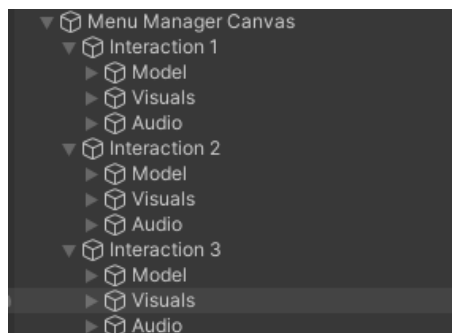 Menu Manager Canvas
Interaction 1
Model
Visuals
Audio
Interaction 2
Model
Visuals
Audio
Interaction 3
Model
Visuals
Audio